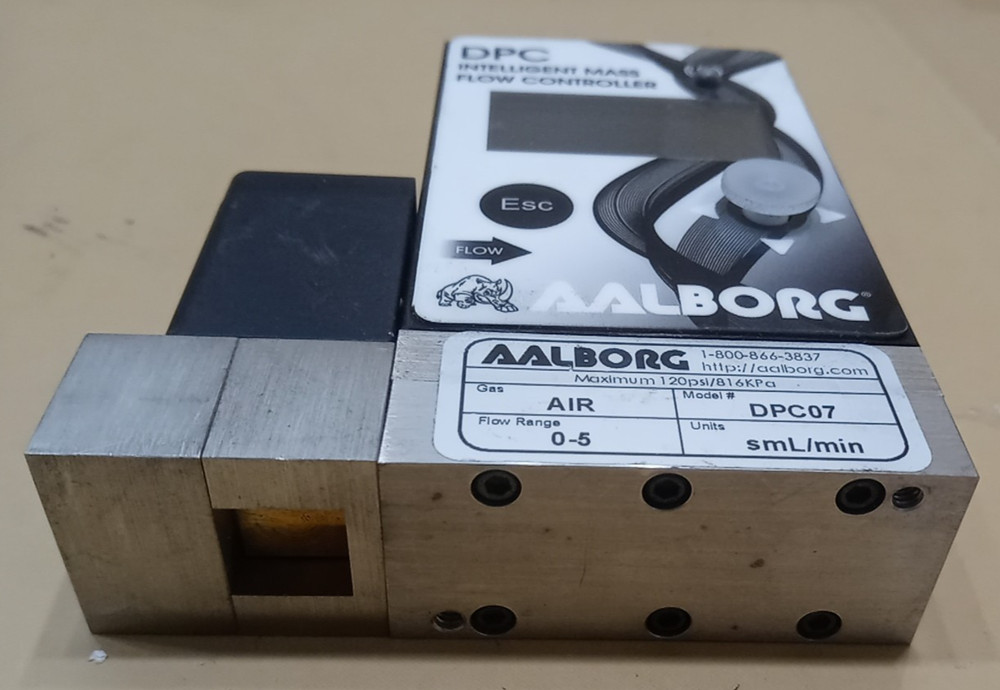 DPC
INTELLIGENT MASS
FLOW CONTROLLER
Esc
FLOW
AALBORG®
AALBORG 1-800-866-3837
http://aalborg.com
Maximum 120psi/816KPa
Gas
AIR
Model #
DPC07
Flow Range
0-5
Units
smL/min